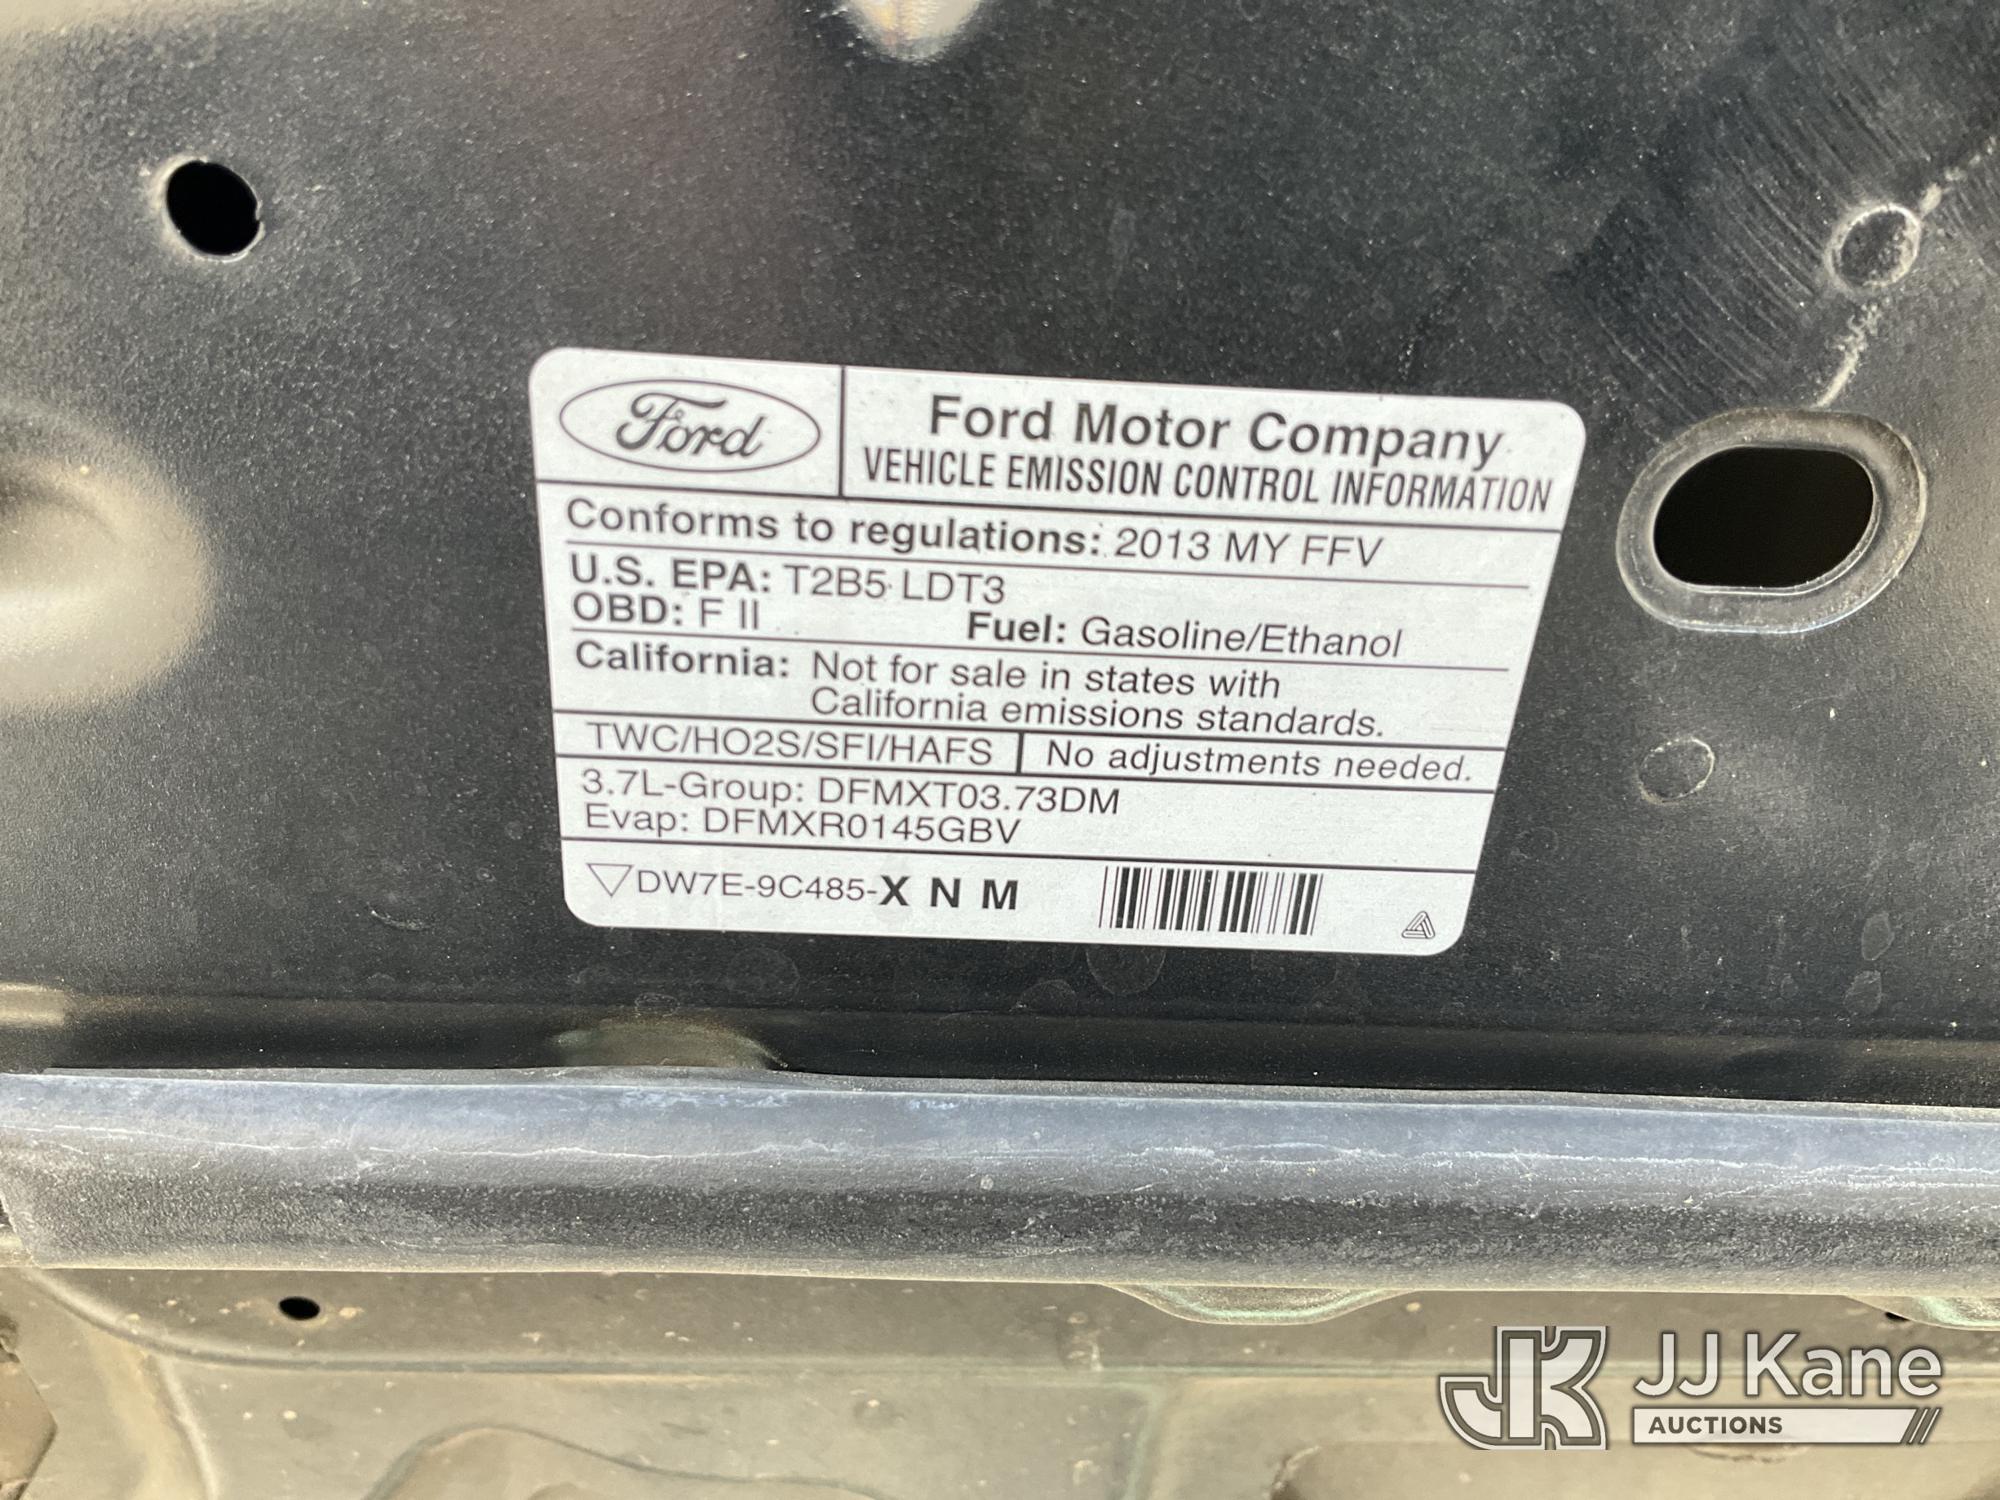 Ford
Ford Motor Company
VEHICLE EMISSION CONTROL INFORMATION
Conforms to regulations: 2013 MY FFV
U.S. EPA: T2B5 LDT3
OBD: F II Fuel: Gasoline/Ethanol
California: Not for sale in states with
California emissions standards.
TWC/HO2S/SFI/HAFS No adjustments needed.
3.7L-Group: DFMXT03.73DM
Evap: DFMXR0145GBV
DW7E-9C485-X N M
JK JJ Kane
AUCTIONS